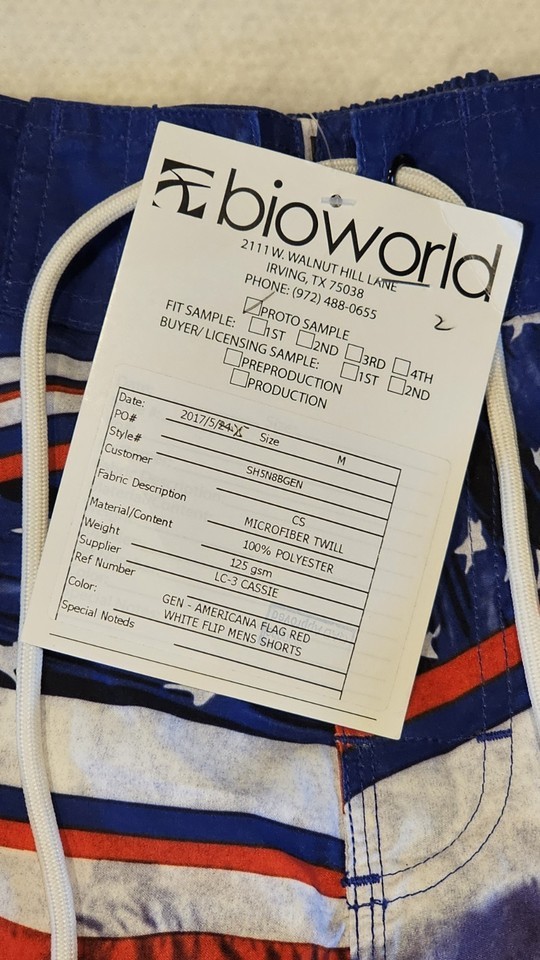 bioworld
2111 W. WALNUT HILL LANE
IRVING, TX 75038
PHONE: (972) 488-0655
2
PROTO SAMPLE
FIT SAMPLE: 1ST 2ND 3RD 4TH
BUYER/ LICENSING SAMPLE: 1ST 2ND
PREPRODUCTION
PRODUCTION
Date: 2017/5/24 Size M
PO#
Style# SH5N8BGEN
Customer CS
Fabric Description MICROFIBER TWILL
Material/Content 100% POLYESTER
Weight 125 gsm
Supplier LC-3 CASSIE
Ref Number
Color: GEN - AMERICANA FLAG RED
WHITE FLIP MENS SHORTS
Special Noteds